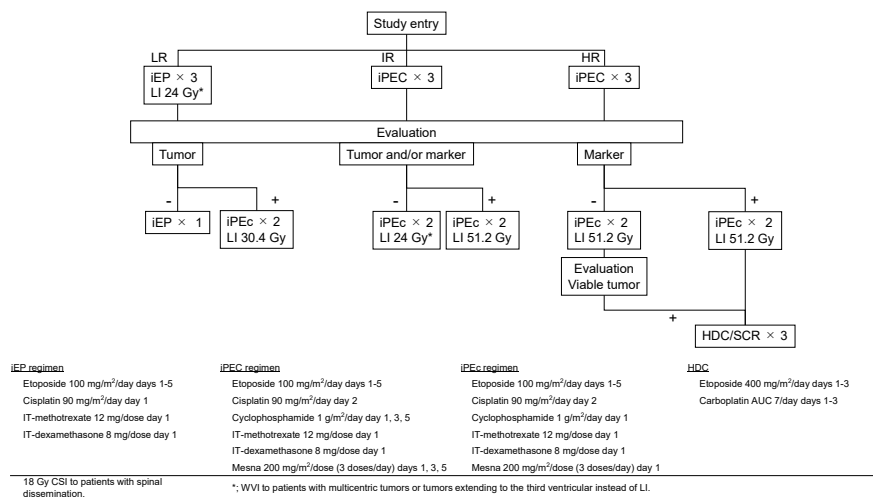 Study entry
LR
IR
HR
iEP × 3
LI 24 Gy*
iPEC × 3
iPEC × 3
Evaluation
Tumor
Tumor and/or marker
Marker
-
+
-
+
-
+
iEP × 1
iPEc × 2
LI 30.4 Gy
iPEc × 2
LI 24 Gy*
iPEc × 2
LI 51.2 Gy
iPEc × 2
LI 51.2 Gy
iPEc × 2
LI 51.2 Gy
Evaluation
Viable tumor
+
HDC/SCR × 3
iEP regimen
Etoposide 100 mg/m²/day days 1-5
Cisplatin 90 mg/m²/day day 1
IT-methotrexate 12 mg/dose day 1
IT-dexamethasone 8 mg/dose day 1
iPEC regimen
Etoposide 100 mg/m²/day days 1-5
Cisplatin 90 mg/m²/day day 2
Cyclophosphamide 1 g/m²/day day 1, 3, 5
IT-methotrexate 12 mg/dose day 1
IT-dexamethasone 8 mg/dose day 1
Mesna 200 mg/m²/dose (3 doses/day) days 1, 3, 5
iPEc regimen
Etoposide 100 mg/m²/day days 1-5
Cisplatin 90 mg/m²/day day 2
Cyclophosphamide 1 g/m²/day day 1
IT-methotrexate 12 mg/dose day 1
IT-dexamethasone 8 mg/dose day 1
Mesna 200 mg/m²/dose (3 doses/day) day 1
HDC
Etoposide 400 mg/m²/day days 1-3
Carboplatin AUC 7/day days 1-3
18 Gy CSI to patients with spinal
dissemination.
*; WVI to patients with multicentric tumors or tumors extending to the third ventricular instead of LI.